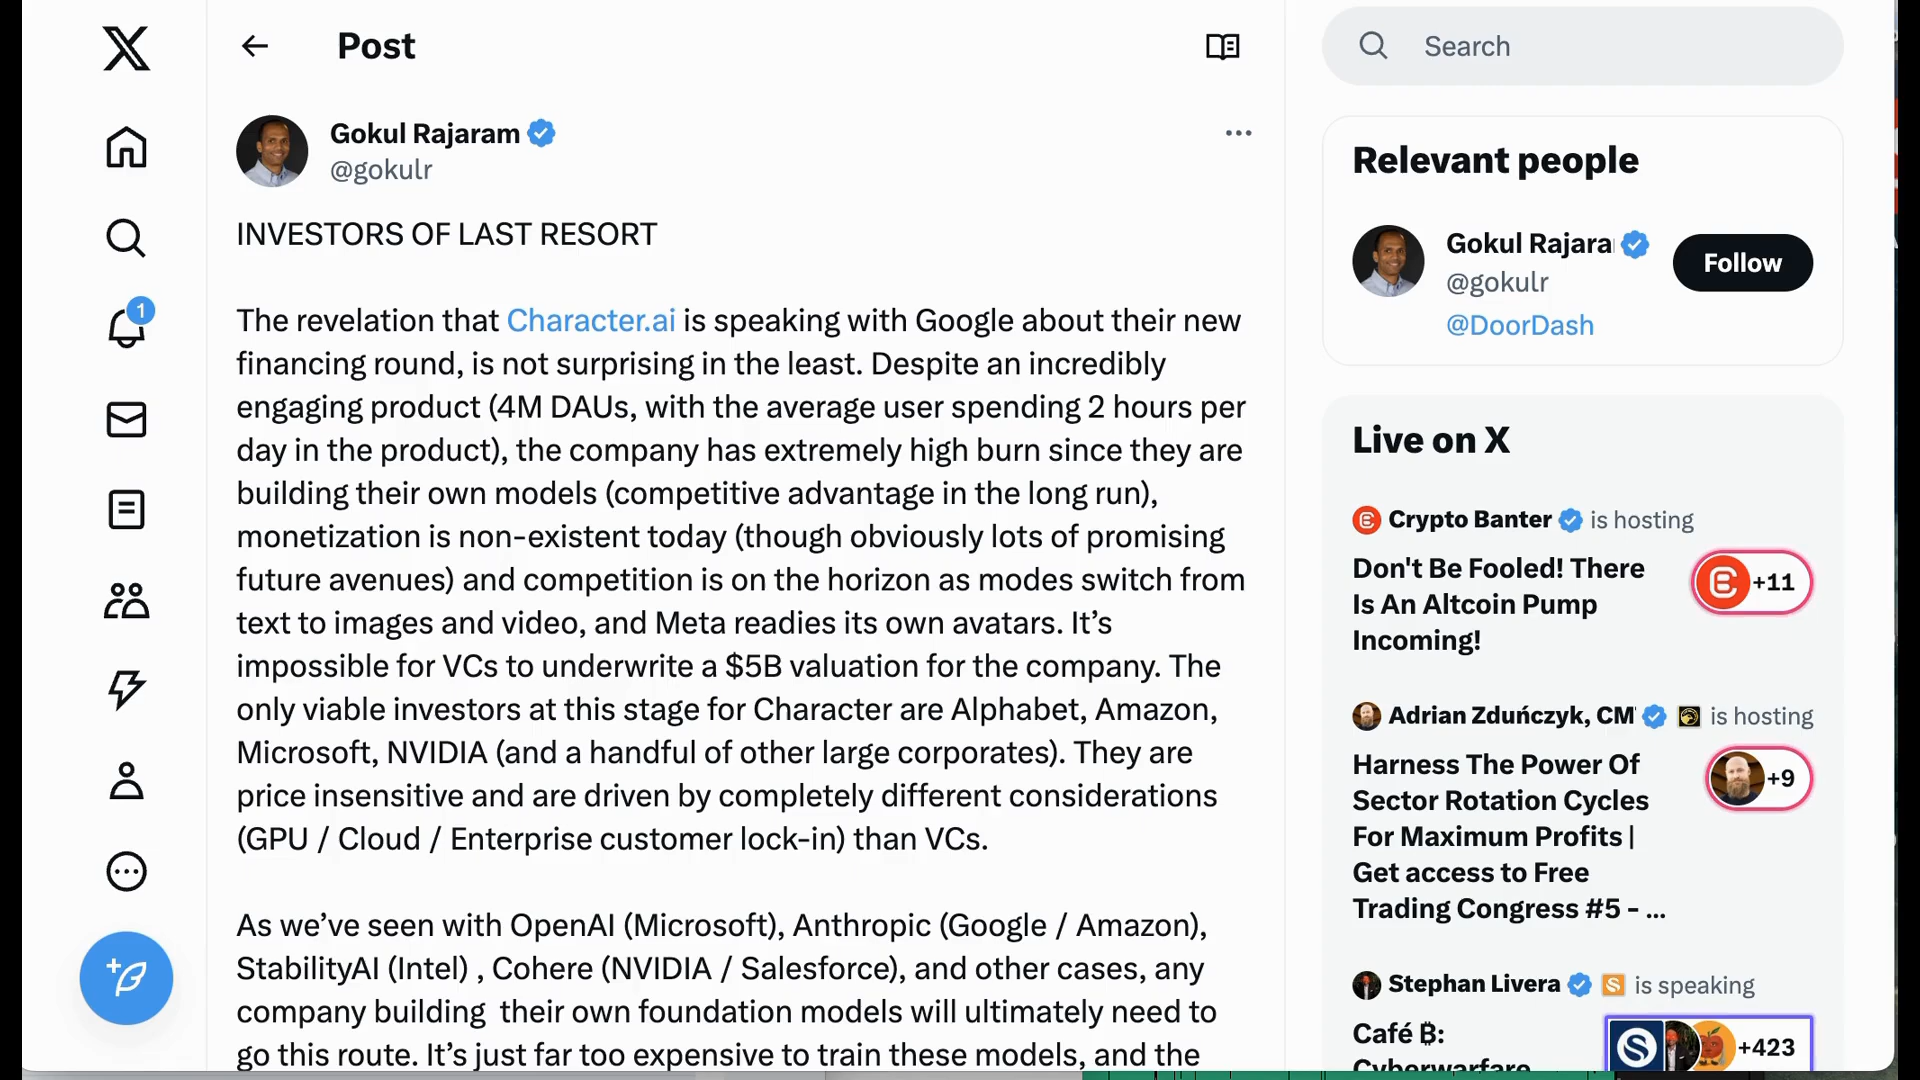 Post
Search
Gokul Rajaram
@gokulr
INVESTORS OF LAST RESORT
The revelation that Character.ai is speaking with Google about their new
financing round, is not surprising in the least. Despite an incredibly
engaging product (4M DAUs, with the average user spending 2 hours per
day in the product), the company has extremely high burn since they are
building their own models (competitive advantage in the long run),
monetization is non-existent today (though obviously lots of promising
future avenues) and competition is on the horizon as modes switch from
text to images and video, and Meta readies its own avatars. It’s
impossible for VCs to underwrite a $5B valuation for the company. The
only viable investors at this stage for Character are Alphabet, Amazon,
Microsoft, NVIDIA (and a handful of other large corporates). They are
price insensitive and are driven by completely different considerations
(GPU / Cloud / Enterprise customer lock-in) than VCs.
As we’ve seen with OpenAI (Microsoft), Anthropic (Google / Amazon),
StabilityAI (Intel) , Cohere (NVIDIA / Salesforce), and other cases, any
company building their own foundation models will ultimately need to
go this route. It’s just far too expensive to train these models, and the
1
Relevant people
Gokul Rajara
@gokulr
@DoorDash
Follow
Live on X
Crypto Banter is hosting
Don't Be Fooled! There
Is An Altcoin Pump
Incoming!
+11
Adrian Zduńczyk, CM is hosting
Harness The Power Of
Sector Rotation Cycles
For Maximum Profits |
Get access to Free
Trading Congress #5 - ...
+9
Stephan Livera is speaking
Café ₿:
Cyberwarfare
+423